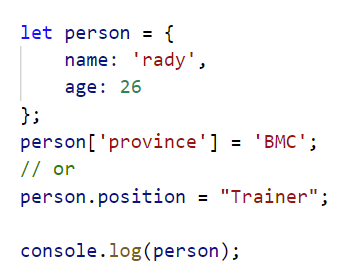 let person = {
    name: 'rady',
    age: 26
};
person['province'] = 'BMC';
// or
person.position = "Trainer";

console.log(person);